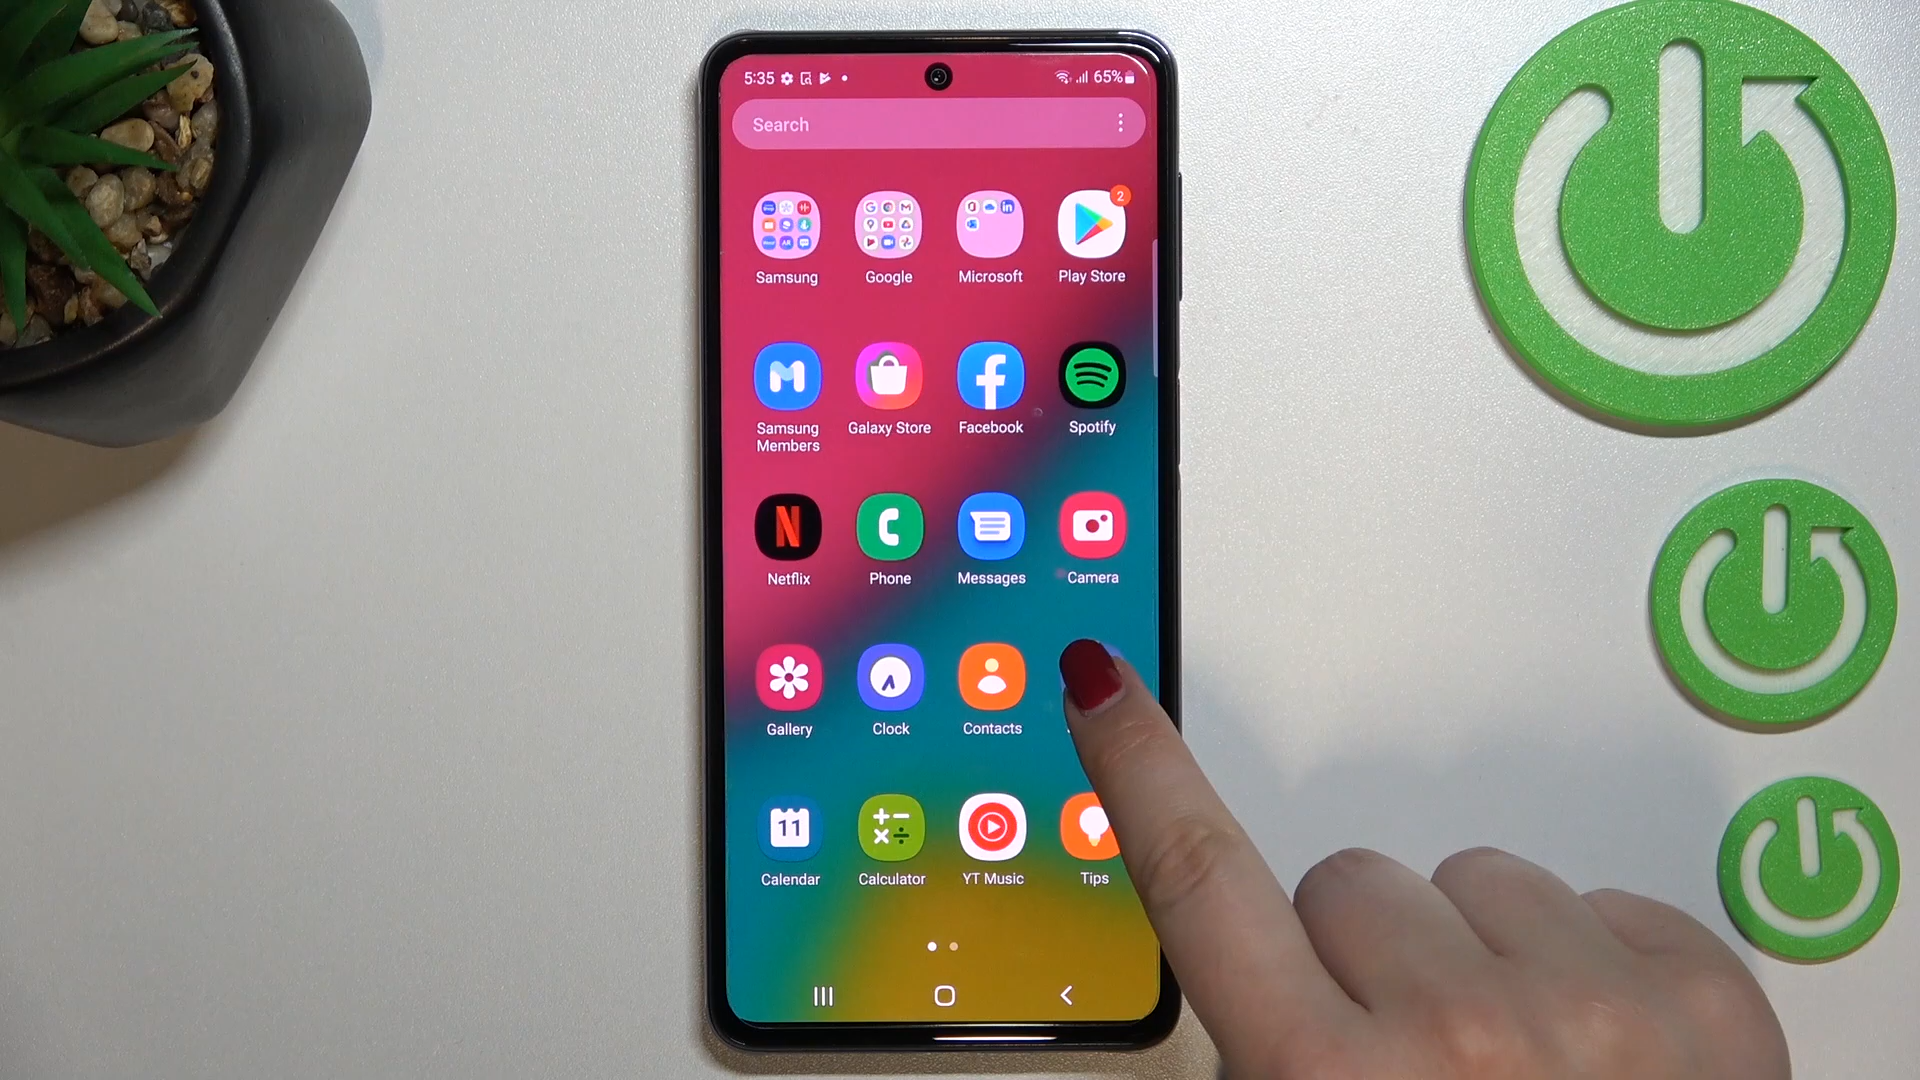 5:35
65%
Search
2
Samsung Google Microsoft Play Store
Samsung Members Galaxy Store Facebook Spotify
N
Netflix Phone Messages Camera
Gallery Clock Contacts
11
Calendar Calculator YT Music Tips